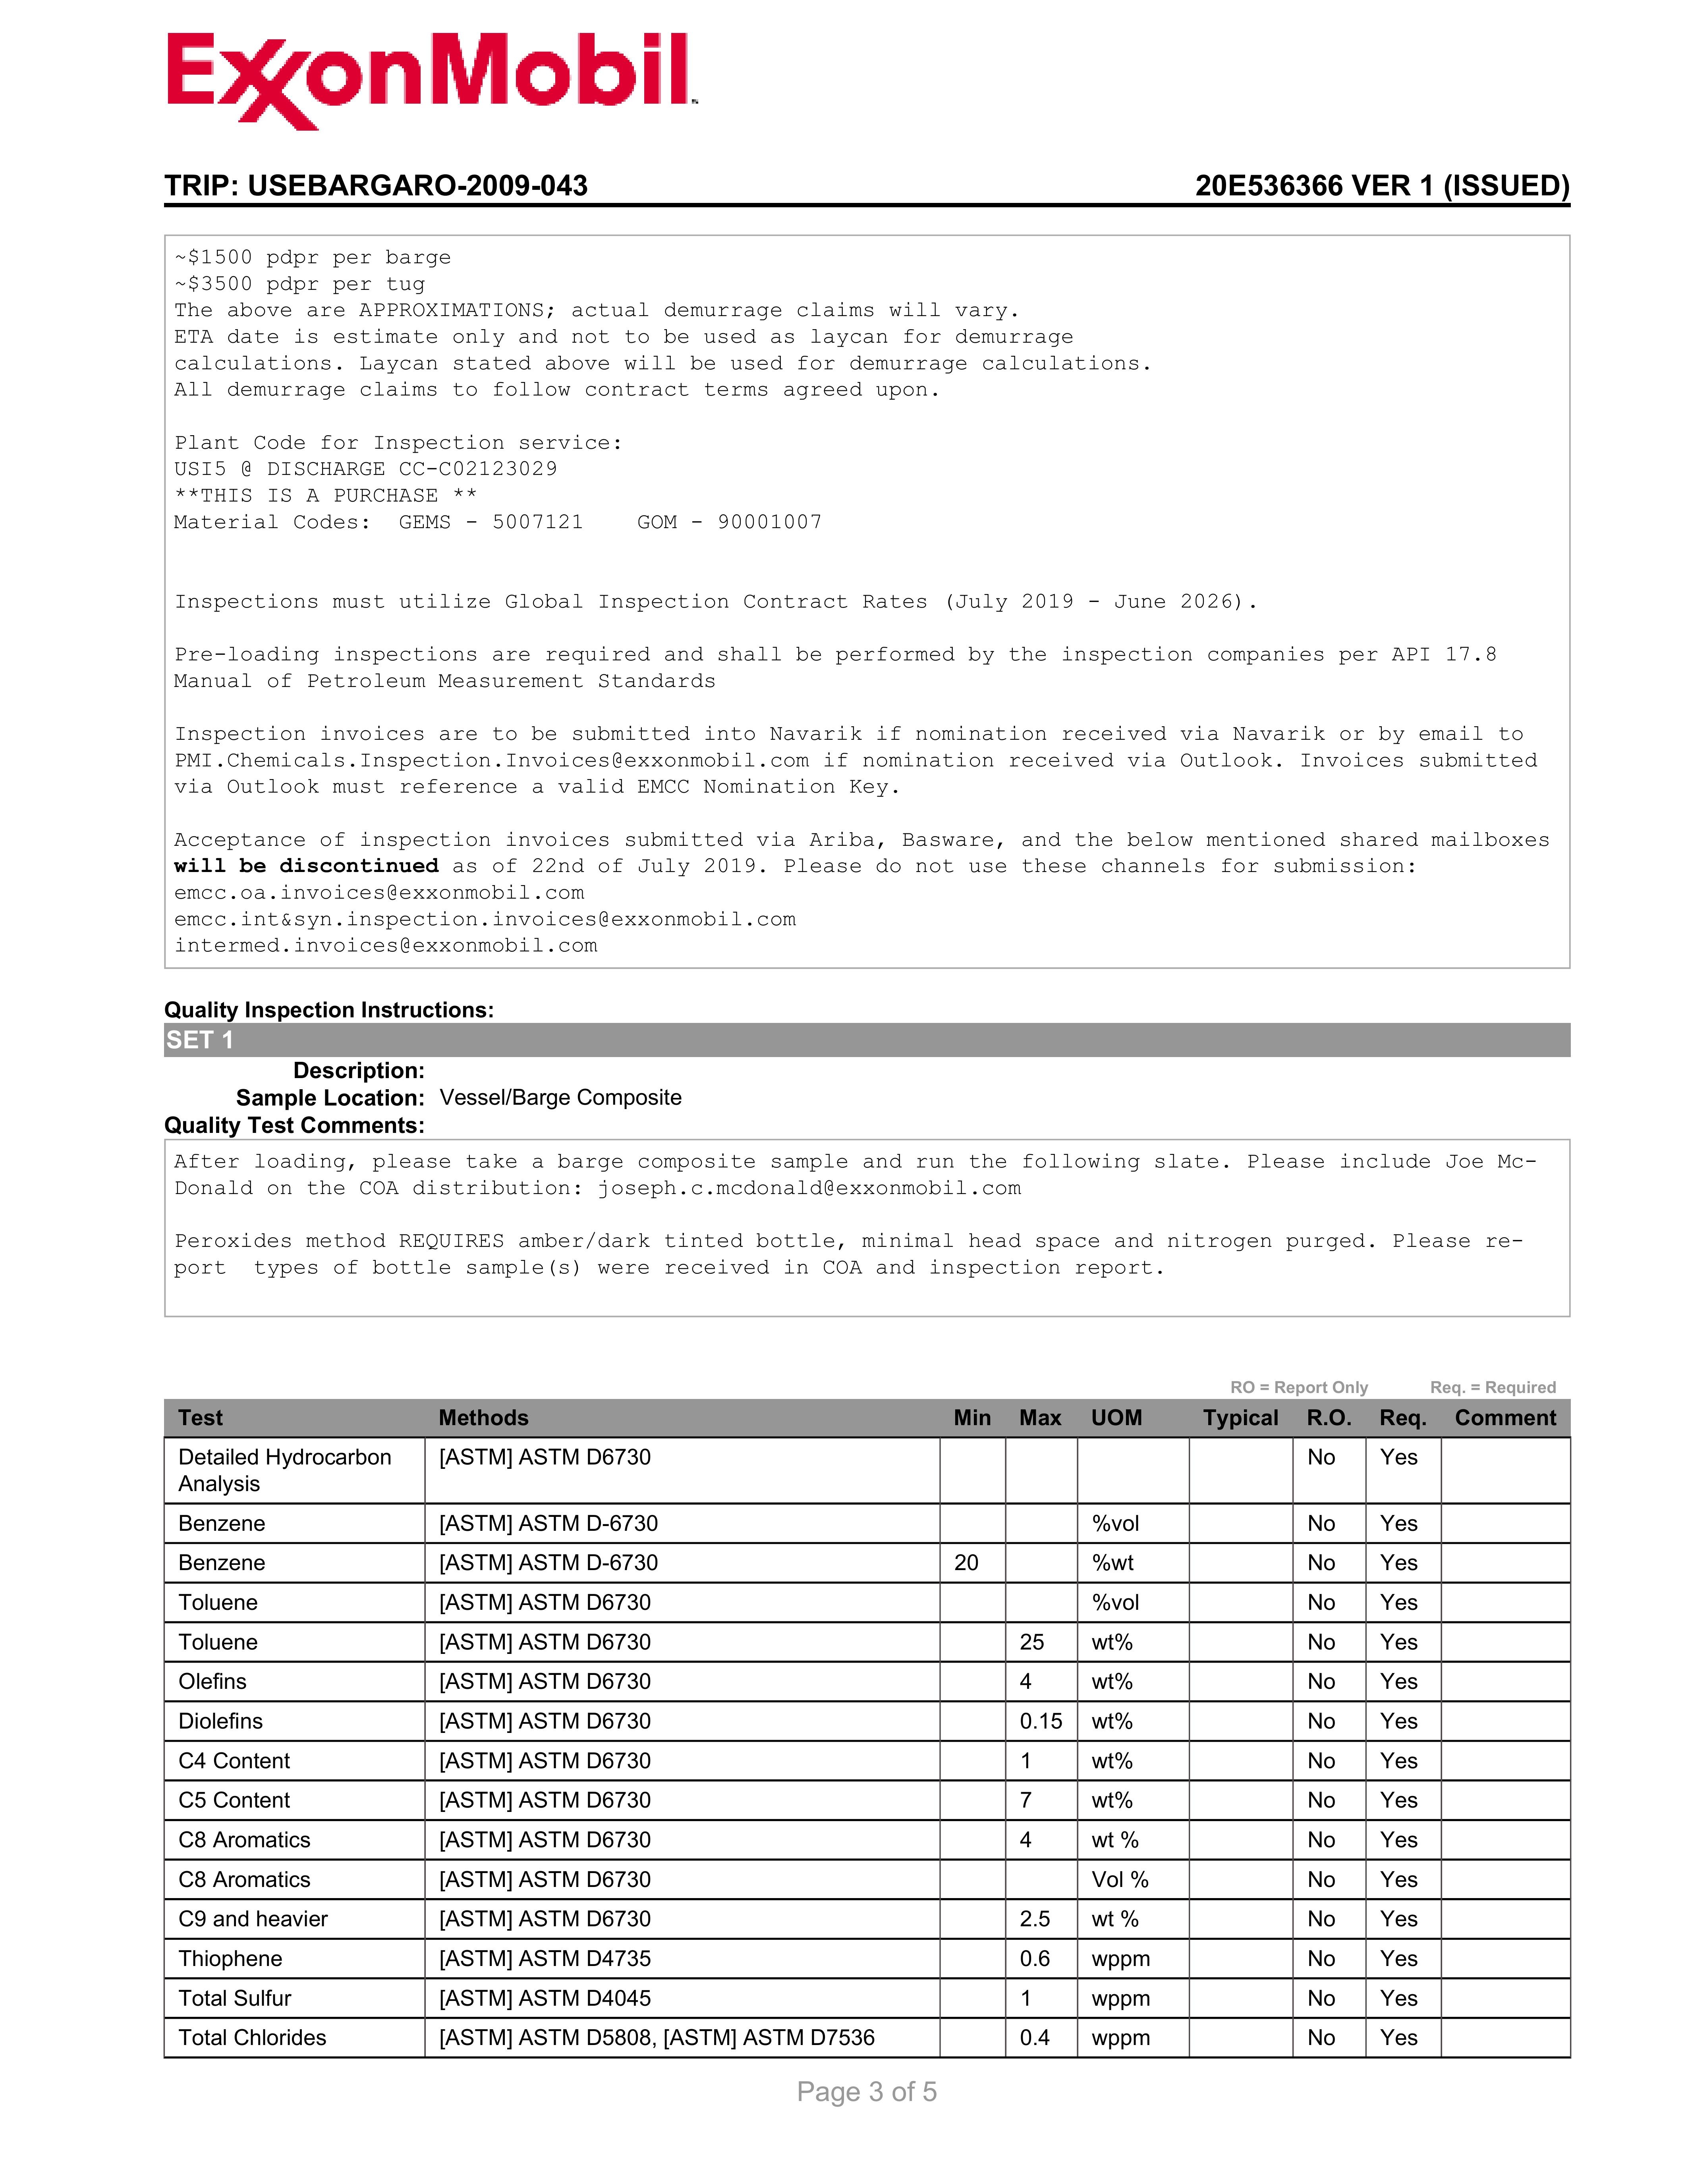 ExxonMobil
TRIP: USEBARGARO-2009-043 20E536366 VER 1 (ISSUED)
~$1500 pdpr per barge
~$3500 pdpr per tug
The above are APPROXIMATIONS; actual demurrage claims will vary.
ETA date is estimate only and not to be used as laycan for demurrage
calculations. Laycan stated above will be used for demurrage calculations.
All demurrage claims to follow contract terms agreed upon.
Plant Code for Inspection service:
USI5 @ DISCHARGE CC-C02123029
**THIS IS A PURCHASE **
Material Codes:  GEMS - 5007121    GOM - 90001007
Inspections must utilize Global Inspection Contract Rates (July 2019 - June 2026).
Pre-loading inspections are required and shall be performed by the inspection companies per API 17.8
Manual of Petroleum Measurement Standards
Inspection invoices are to be submitted into Navarik if nomination received via Navarik or by email to
PMI.Chemicals.Inspection.Invoices@exxonmobil.com if nomination received via Outlook. Invoices submitted
via Outlook must reference a valid EMCC Nomination Key.
Acceptance of inspection invoices submitted via Ariba, Basware, and the below mentioned shared mailboxes
will be discontinued as of 22nd of July 2019. Please do not use these channels for submission:
emcc.oa.invoices@exxonmobil.com
emcc.int&syn.inspection.invoices@exxonmobil.com
intermed.invoices@exxonmobil.com
Quality Inspection Instructions:
SET 1
Description:
Sample Location: Vessel/Barge Composite
Quality Test Comments:
After loading, please take a barge composite sample and run the following slate. Please include Joe Mc-
Donald on the COA distribution: joseph.c.mcdonald@exxonmobil.com
Peroxides method REQUIRES amber/dark tinted bottle, minimal head space and nitrogen purged. Please re-
port  types of bottle sample(s) were received in COA and inspection report.
RO = Report Only Req. = Required
Test Methods Min Max UOM Typical R.O. Req. Comment
Detailed Hydrocarbon [ASTM] ASTM D6730 No Yes
Analysis
Benzene [ASTM] ASTM D-6730 %vol No Yes
Benzene [ASTM] ASTM D-6730 20 %wt No Yes
Toluene [ASTM] ASTM D6730 %vol No Yes
Toluene [ASTM] ASTM D6730 25 wt% No Yes
Olefins [ASTM] ASTM D6730 4 wt% No Yes
Diolefins [ASTM] ASTM D6730 0.15 wt% No Yes
C4 Content [ASTM] ASTM D6730 1 wt% No Yes
C5 Content [ASTM] ASTM D6730 7 wt% No Yes
C8 Aromatics [ASTM] ASTM D6730 4 wt % No Yes
C8 Aromatics [ASTM] ASTM D6730 Vol % No Yes
C9 and heavier [ASTM] ASTM D6730 2.5 wt % No Yes
Thiophene [ASTM] ASTM D4735 0.6 wppm No Yes
Total Sulfur [ASTM] ASTM D4045 1 wppm No Yes
Total Chlorides [ASTM] ASTM D5808, [ASTM] ASTM D7536 0.4 wppm No Yes
Page 3 of 5